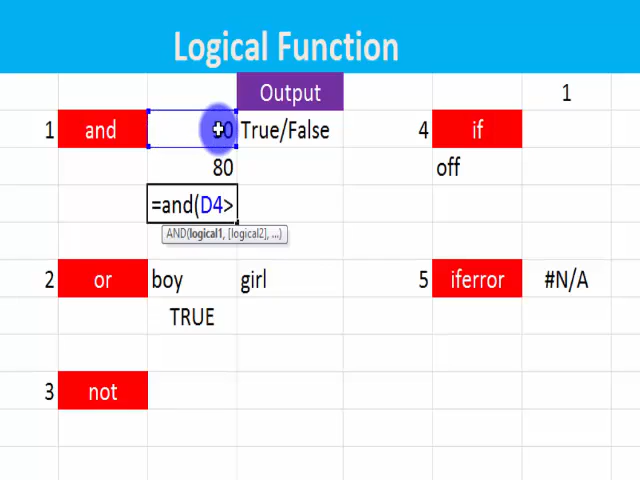 Logical Function
Output 1
1 and True/False 4 if
80 off
=and(D4>
AND(logical1, [logical2], ...)
2 or boy girl 5 iferror #N/A
TRUE
3 not